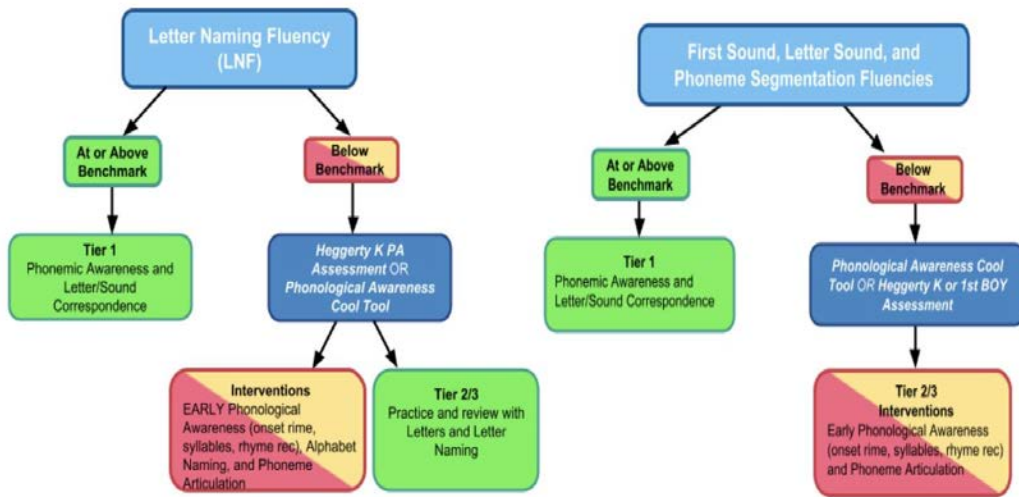 Letter Naming Fluency
(LNF)
At or Above
Benchmark
Below
Benchmark
Tier 1
Phonemic Awareness and
Letter/Sound
Correspondence
Heggerty K PA
Assessment OR
Phonological Awareness
Cool Tool
Interventions
EARLY Phonological
Awareness (onset rime,
syllables, rhyme rec), Alphabet
Naming, and Phoneme
Articulation
Tier 2/3
Practice and review with
Letters and Letter
Naming
First Sound, Letter Sound, and
Phoneme Segmentation Fluencies
At or Above
Benchmark
Below
Benchmark
Tier 1
Phonemic Awareness and
Letter/Sound Correspondence
Phonological Awareness Cool
Tool OR Heggerty K or 1st BOY
Assessment
Tier 2/3
Interventions
Early Phonological Awareness
(onset rime, syllables, rhyme rec)
and Phoneme Articulation